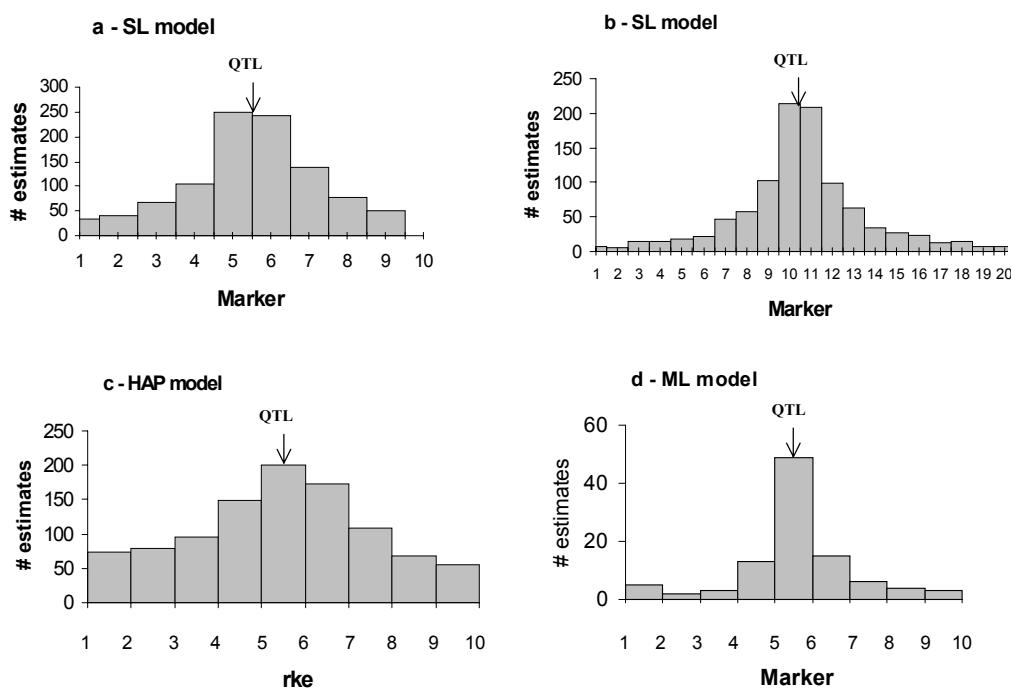 a - SL model
QTL
# estimates
300
250
200
150
100
50
0
1 2 3 4 5 6 7 8 9 10
Marker
b - SL model
QTL
# estimates
250
200
150
100
50
0
1 2 3 4 5 6 7 8 9 10 11 12 13 14 15 16 17 18 19 20
Marker
c - HAP model
QTL
# estimates
250
200
150
100
50
0
1 2 3 4 5 6 7 8 9 10
rke
d - ML model
QTL
# estimates
60
40
20
0
1 2 3 4 5 6 7 8 9 10
Marker